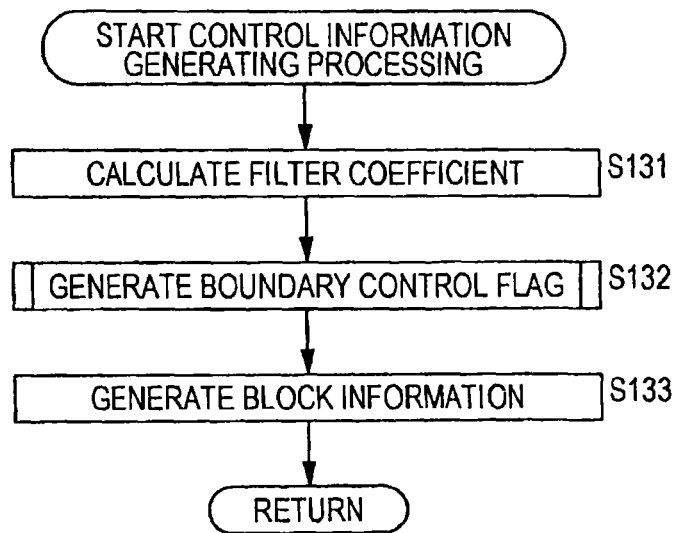 START CONTROL INFORMATION
GENERATING PROCESSING
CALCULATE FILTER COEFFICIENT
S131
GENERATE BOUNDARY CONTROL FLAG
S132
GENERATE BLOCK INFORMATION
S133
RETURN